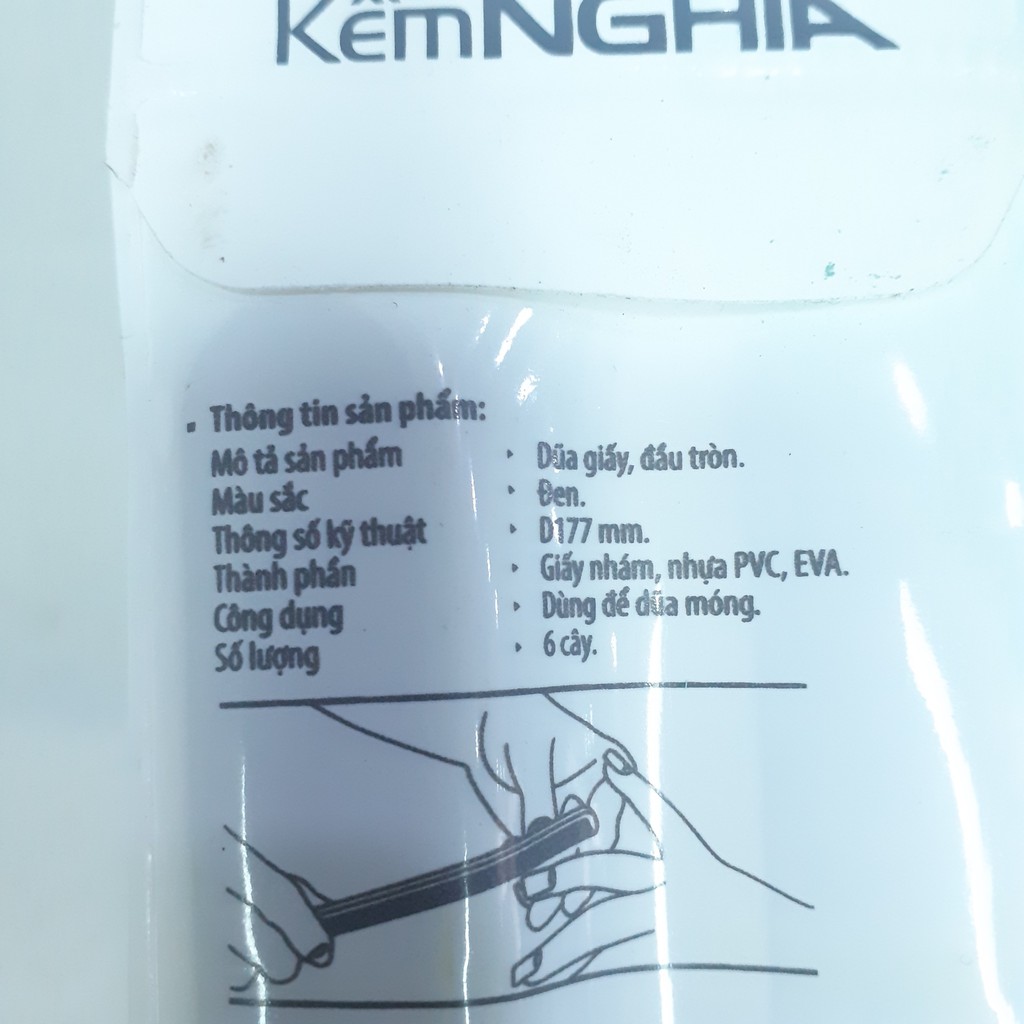 KềmNGHĨA
. Thông tin sản phẩm:
Mô tả sản phẩm ‣ Dũa giấy, đầu tròn.
Màu sắc ‣ Đen.
Thông số kỹ thuật ‣ D177 mm.
Thành phần ‣ Giấy nhám, nhựa PVC, EVA.
Công dụng ‣ Dùng để dũa móng.
Số lượng ‣ 6 cây.